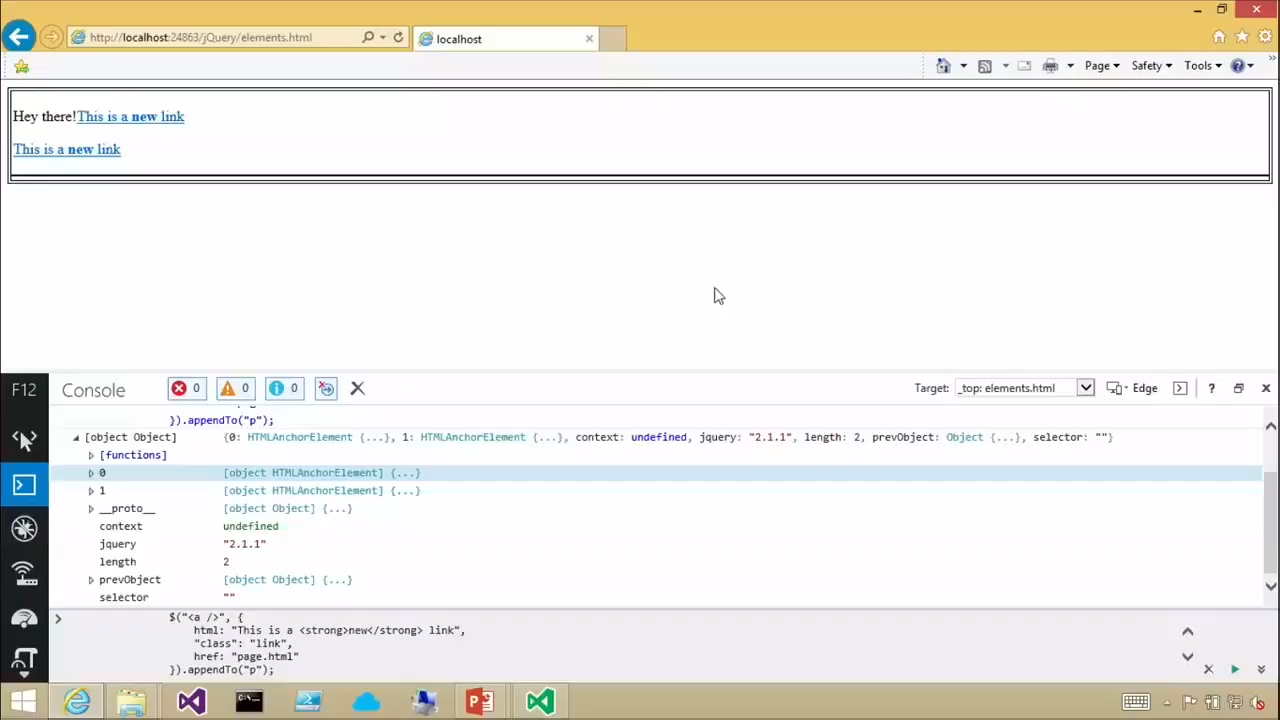 http://localhost:24863/jQuery/elements.html
localhost
Page
Safety
Tools
Hey there!This is a new link
This is a new link
F12
Console
0
0
0
Target:
_top: elements.html
Edge
}).appendTo("p");
[object Object] {0: HTMLAnchorElement {...}, 1: HTMLAnchorElement {...}, context: undefined, jquery: "2.1.1", length: 2, prevObject: Object {...}, selector: ""}
[functions]
0 [object HTMLAnchorElement] {...}
1 [object HTMLAnchorElement] {...}
__proto__ [object Object] {...}
context undefined
jquery "2.1.1"
length 2
prevObject [object Object] {...}
selector ""
$("<a />", {
html: "This is a <strong>new</strong> link",
"class": "link",
href: "page.html"
}).appendTo("p");